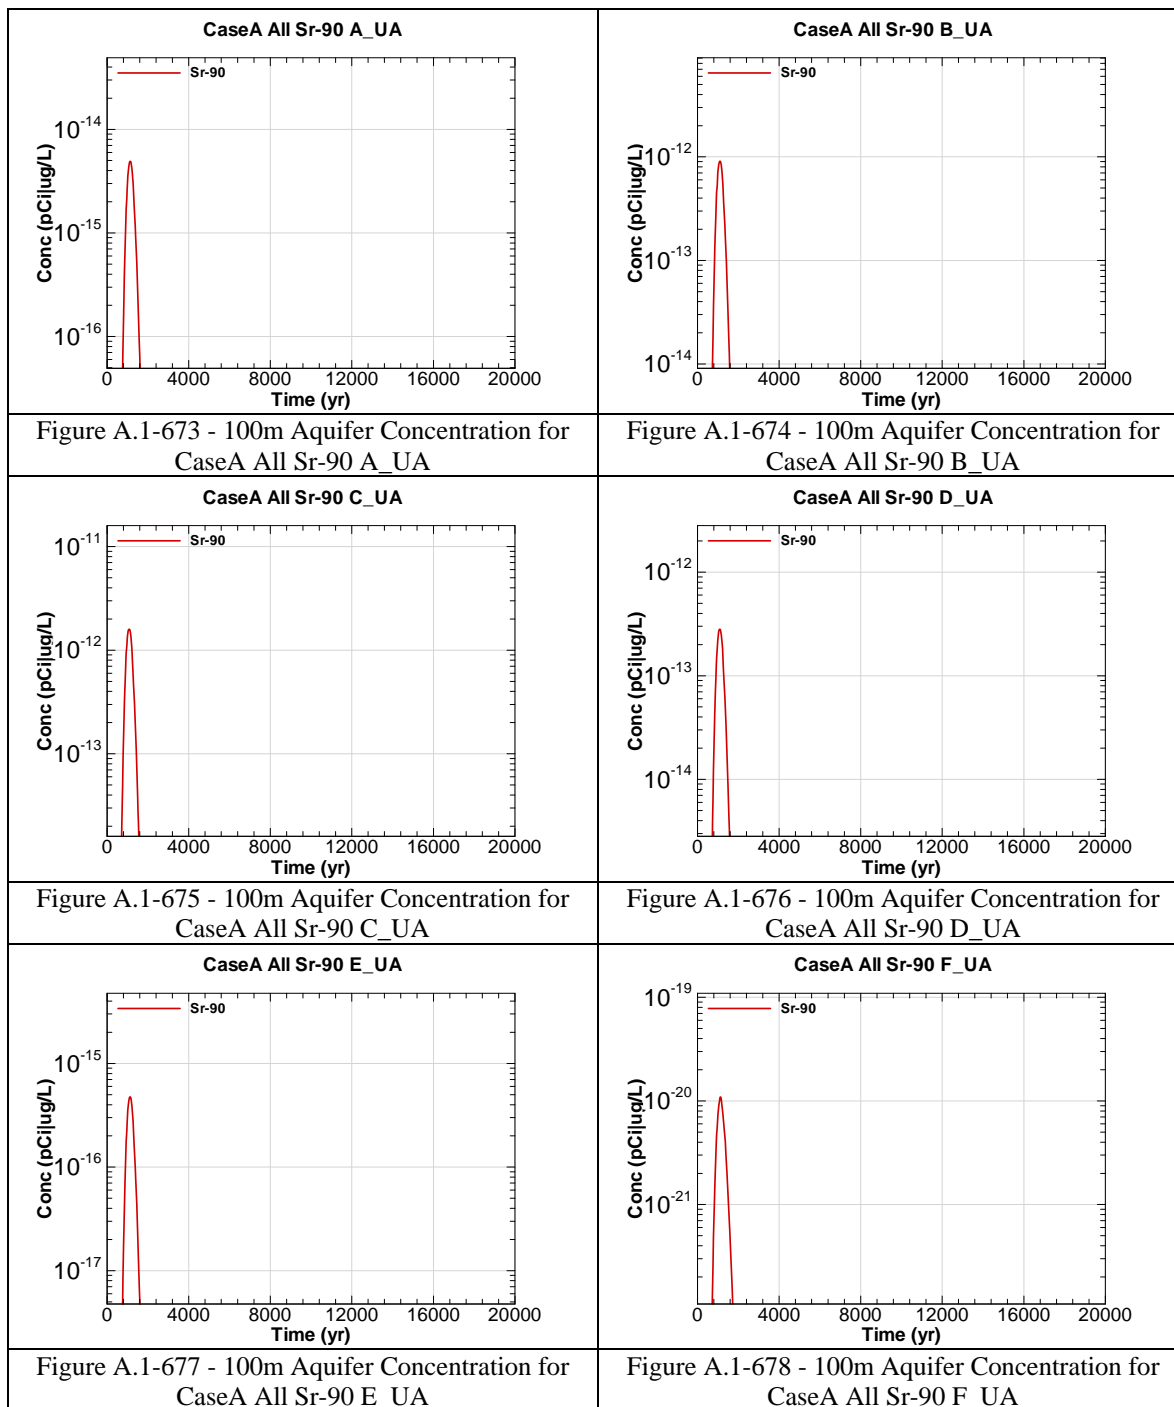 CaseA All Sr-90 A_UA
Sr-90
Conc (pCi|ug/L)
10-14
10-15
10-16
0 4000 8000 12000 16000 20000
Time (yr)
Figure A.1-673 - 100m Aquifer Concentration for
CaseA All Sr-90 A_UA
CaseA All Sr-90 B_UA
Sr-90
Conc (pCi|ug/L)
10-12
10-13
10-14
0 4000 8000 12000 16000 20000
Time (yr)
Figure A.1-674 - 100m Aquifer Concentration for
CaseA All Sr-90 B_UA
CaseA All Sr-90 C_UA
Sr-90
Conc (pCi|ug/L)
10-11
10-12
10-13
0 4000 8000 12000 16000 20000
Time (yr)
Figure A.1-675 - 100m Aquifer Concentration for
CaseA All Sr-90 C_UA
CaseA All Sr-90 D_UA
Sr-90
Conc (pCi|ug/L)
10-12
10-13
10-14
0 4000 8000 12000 16000 20000
Time (yr)
Figure A.1-676 - 100m Aquifer Concentration for
CaseA All Sr-90 D_UA
CaseA All Sr-90 E_UA
Sr-90
Conc (pCi|ug/L)
10-15
10-16
10-17
0 4000 8000 12000 16000 20000
Time (yr)
Figure A.1-677 - 100m Aquifer Concentration for
CaseA All Sr-90 E_UA
CaseA All Sr-90 F_UA
Sr-90
Conc (pCi|ug/L)
10-19
10-20
10-21
0 4000 8000 12000 16000 20000
Time (yr)
Figure A.1-678 - 100m Aquifer Concentration for
CaseA All Sr-90 F_UA